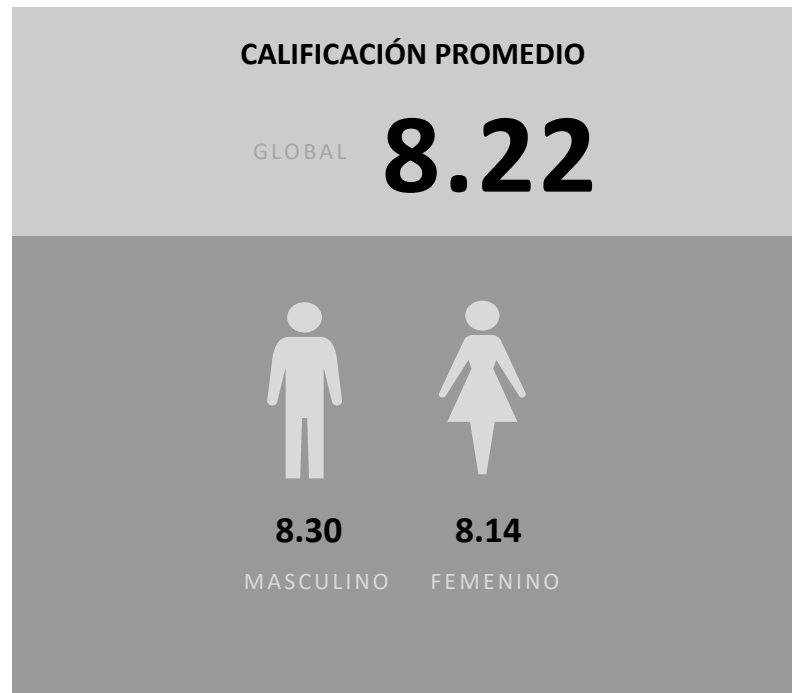 CALIFICACIÓN PROMEDIO
GLOBAL 8.22
8.30 8.14
MASCULINO FEMENINO